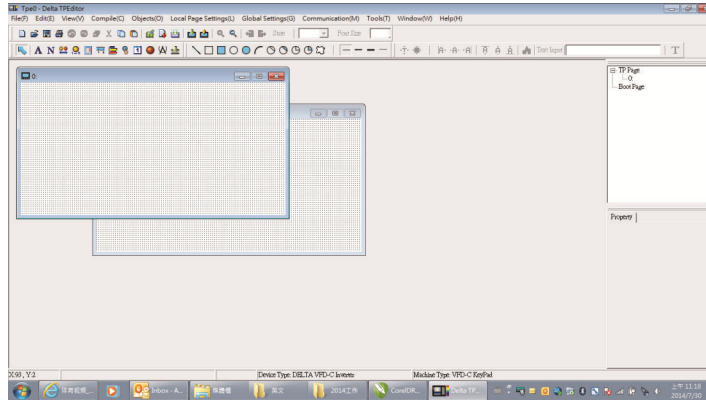 Tpe0 - Delta TPEditor
File(F) Edit(E) View(V) Compile(C) Objects(O) Local Page Settings(L) Global Settings(G) Communication(M) Tools(T) Window(W) Help(H)
Font Size
A N
Text Input
T
0:
TP Page
0:
Boot Page
Property
X:93, Y:2
Device Type: DELTA VFD-C Inverter
Machine Type: VFD-C KeyPad
Inbox - A...
英文
2014工作
CorelDR...
Delta TP...
上午 11:18
2014/7/30